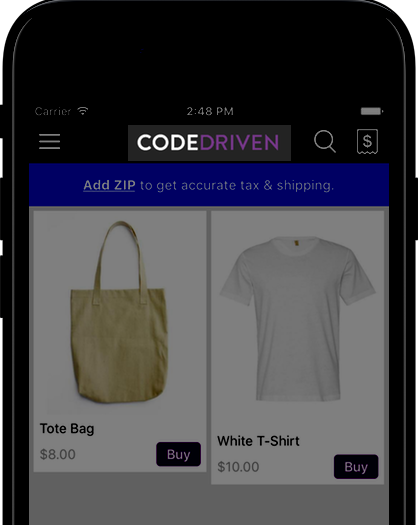 Carrier 2:48 PM
CODEDRIVEN
$
Add ZIP to get accurate tax & shipping.
Tote Bag
$8.00 Buy
White T-Shirt
$10.00 Buy